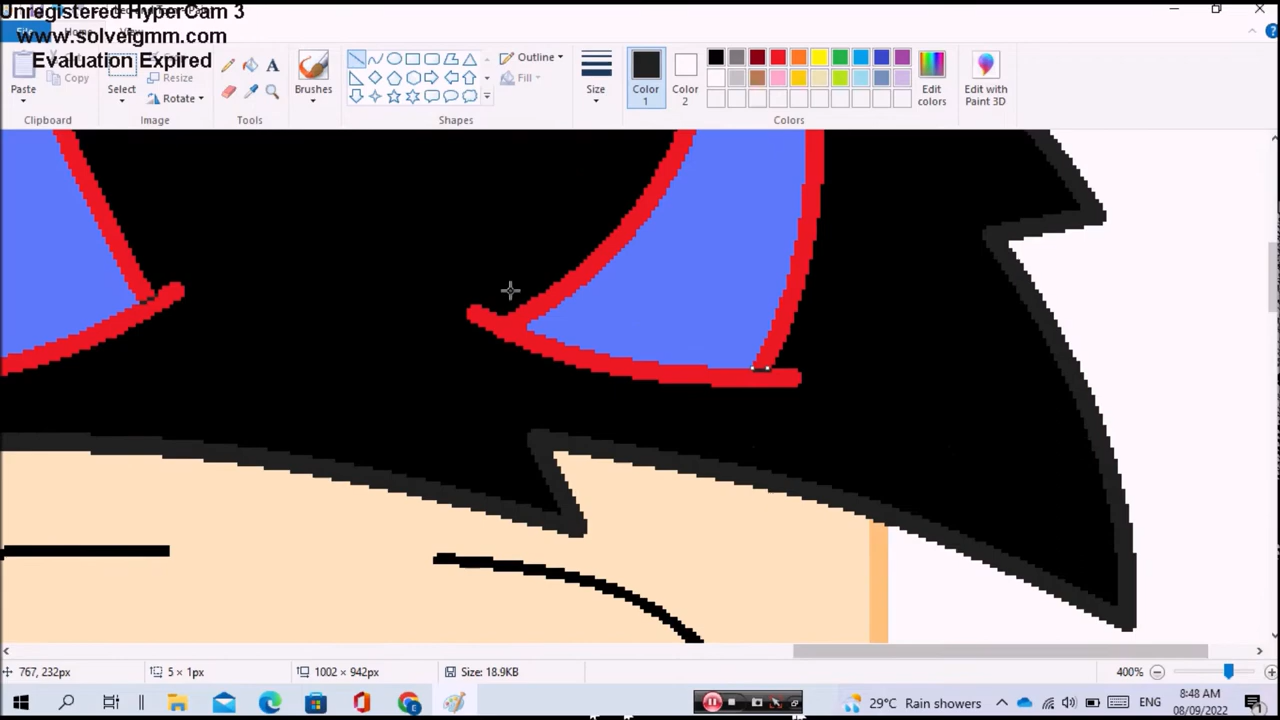 Unregistered HyperCam 3
www.solveigmm.com
Evaluation Expired
Paste
Copy
Clipboard
Select
Resize
Rotate
Image
Tools
Brushes
Shapes
Outline
Fill
Size
Color 1
Color 2
Colors
Edit colors
Edit with Paint 3D
767, 232px
5 × 1px
1002 × 942px
Size: 18.9KB
400%
29°C Rain showers
ENG
8:48 AM
08/09/2022